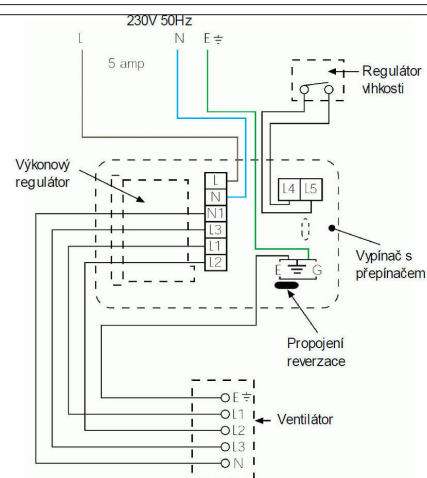 230V 50Hz
L N E
5 amp
Regulátor
vlhkosti
Výkonový
regulátor
L
N
N1
L3
L1
L2
L4 L5
Vypínač s
přepínačem
E G
Propojení
reverzace
E
L1
L2
L3
N
Ventilátor